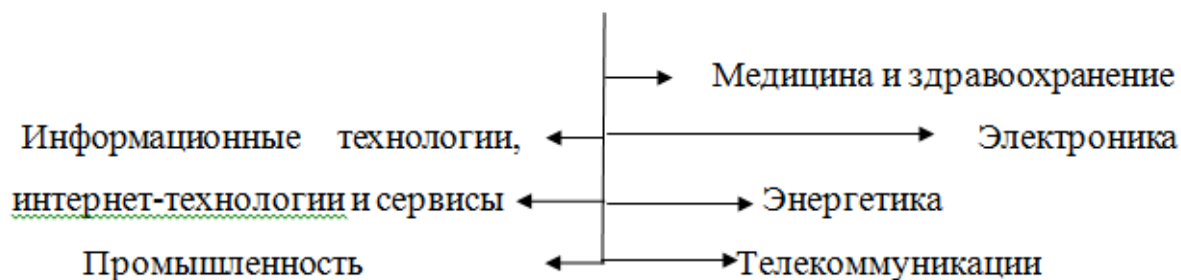 Медицина и здравоохранение
Информационные технологии, Электроника
интернет-технологии и сервисы Энергетика
Промышленность Телекоммуникации